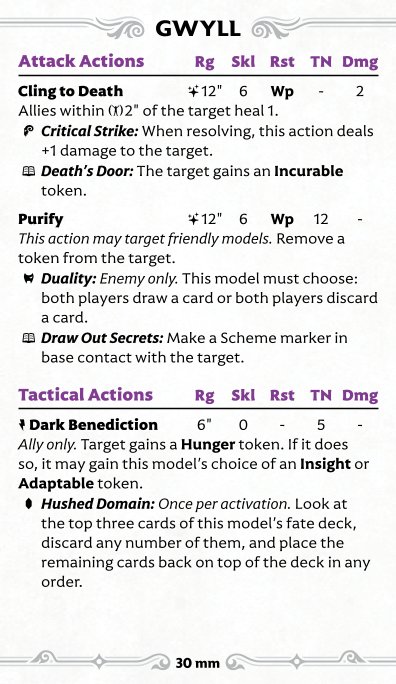 GWYLL
Attack Actions Rg Skl Rst TN Dmg
Cling to Death 12" 6 Wp - 2
Allies within 2" of the target heal 1.
Critical Strike: When resolving, this action deals
+1 damage to the target.
Death's Door: The target gains an Incurable
token.
Purify 12" 6 Wp 12 -
This action may target friendly models. Remove a
token from the target.
Duality: Enemy only. This model must choose:
both players draw a card or both players discard
a card.
Draw Out Secrets: Make a Scheme marker in
base contact with the target.
Tactical Actions Rg Skl Rst TN Dmg
Dark Benediction 6" 0 - 5 -
Ally only. Target gains a Hunger token. If it does
so, it may gain this model's choice of an Insight or
Adaptable token.
Hushed Domain: Once per activation. Look at
the top three cards of this model's fate deck,
discard any number of them, and place the
remaining cards back on top of the deck in any
order.
30 mm